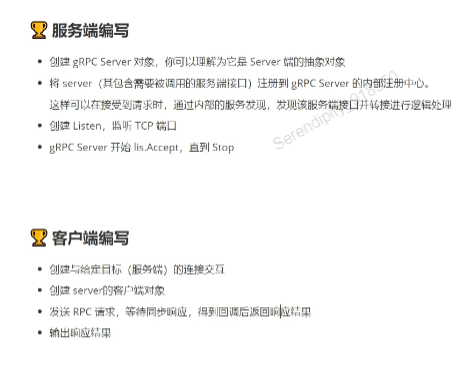 服务端编写
创建 gRPC Server 对象，你可以理解为它是 Server 端的抽象对象
将 server（其包含需要被调用的服务端接口）注册到 gRPC Server 的内部注册中心。
这样可以在接受到请求时，通过内部的服务发现，发现该服务端接口并转接进行逻辑处理
创建 Listen，监听 TCP 端口
gRPC Server 开始 lis.Accept，直到 Stop
客户端编写
创建与给定目标（服务端）的连接交互
创建 server的客户端对象
发送 RPC 请求，等待同步响应，得到回调后返回响应结果
输出响应结果